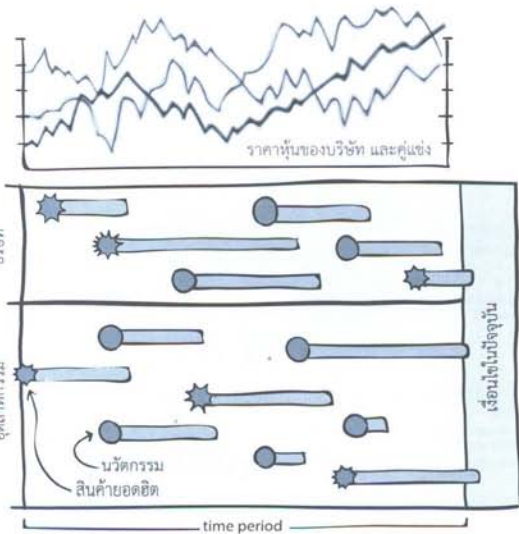 ราคาหุ้นของบริษัท และคู่แข่ง
เงื่อนไขในปัจจุบัน
นวัตกรรม
สินค้ายอดฮิต
time period